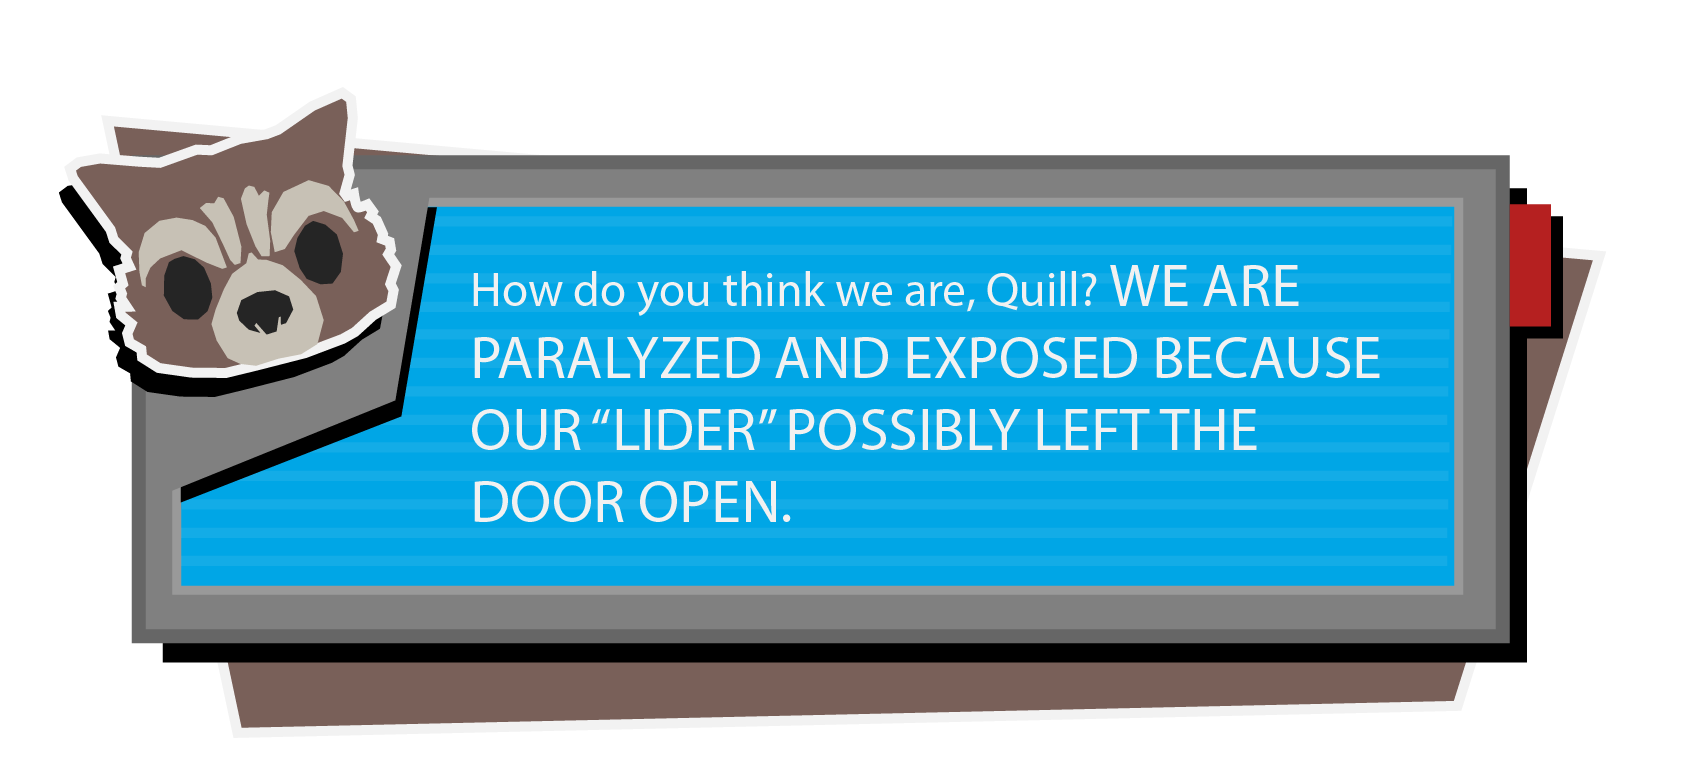 How do you think we are, Quill? WE ARE
PARALYZED AND EXPOSED BECAUSE
OUR “LIDER” POSSIBLY LEFT THE
DOOR OPEN.